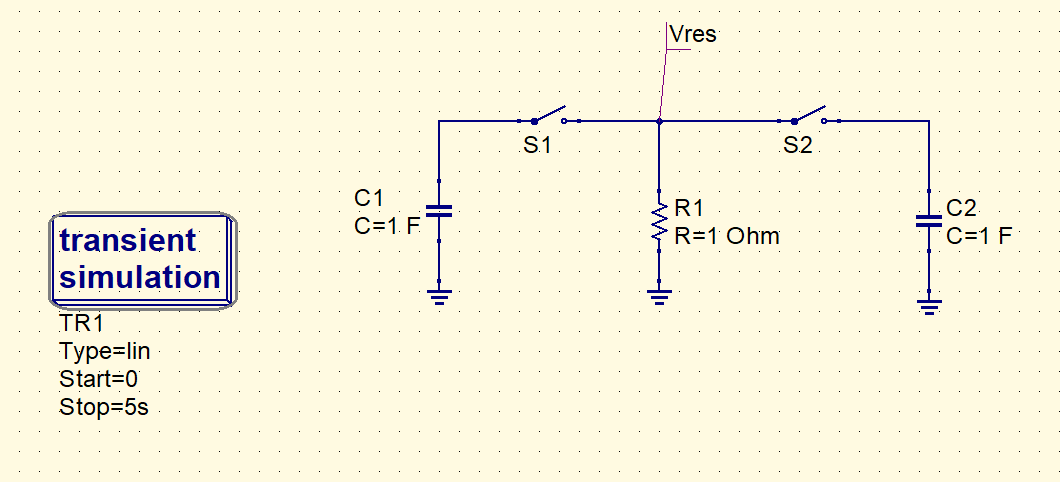 Vres
S1
S2
C1
C=1 F
R1
R=1 Ohm
C2
C=1 F
transient
simulation
TR1
Type=lin
Start=0
Stop=5s